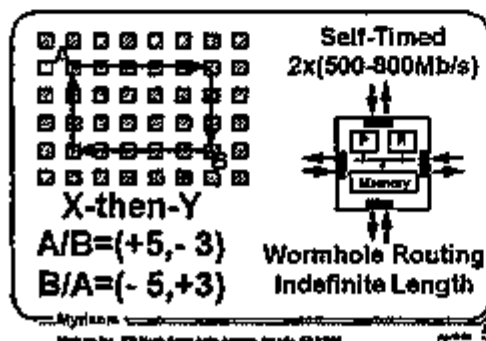 A
B
X-then-Y
A/B=(+5,- 3)
B/A=(- 5,+3)
Self-Timed
2x(500-800Mb/s)
Memory
Wormhole Routing
Indefinite Length
Myricom